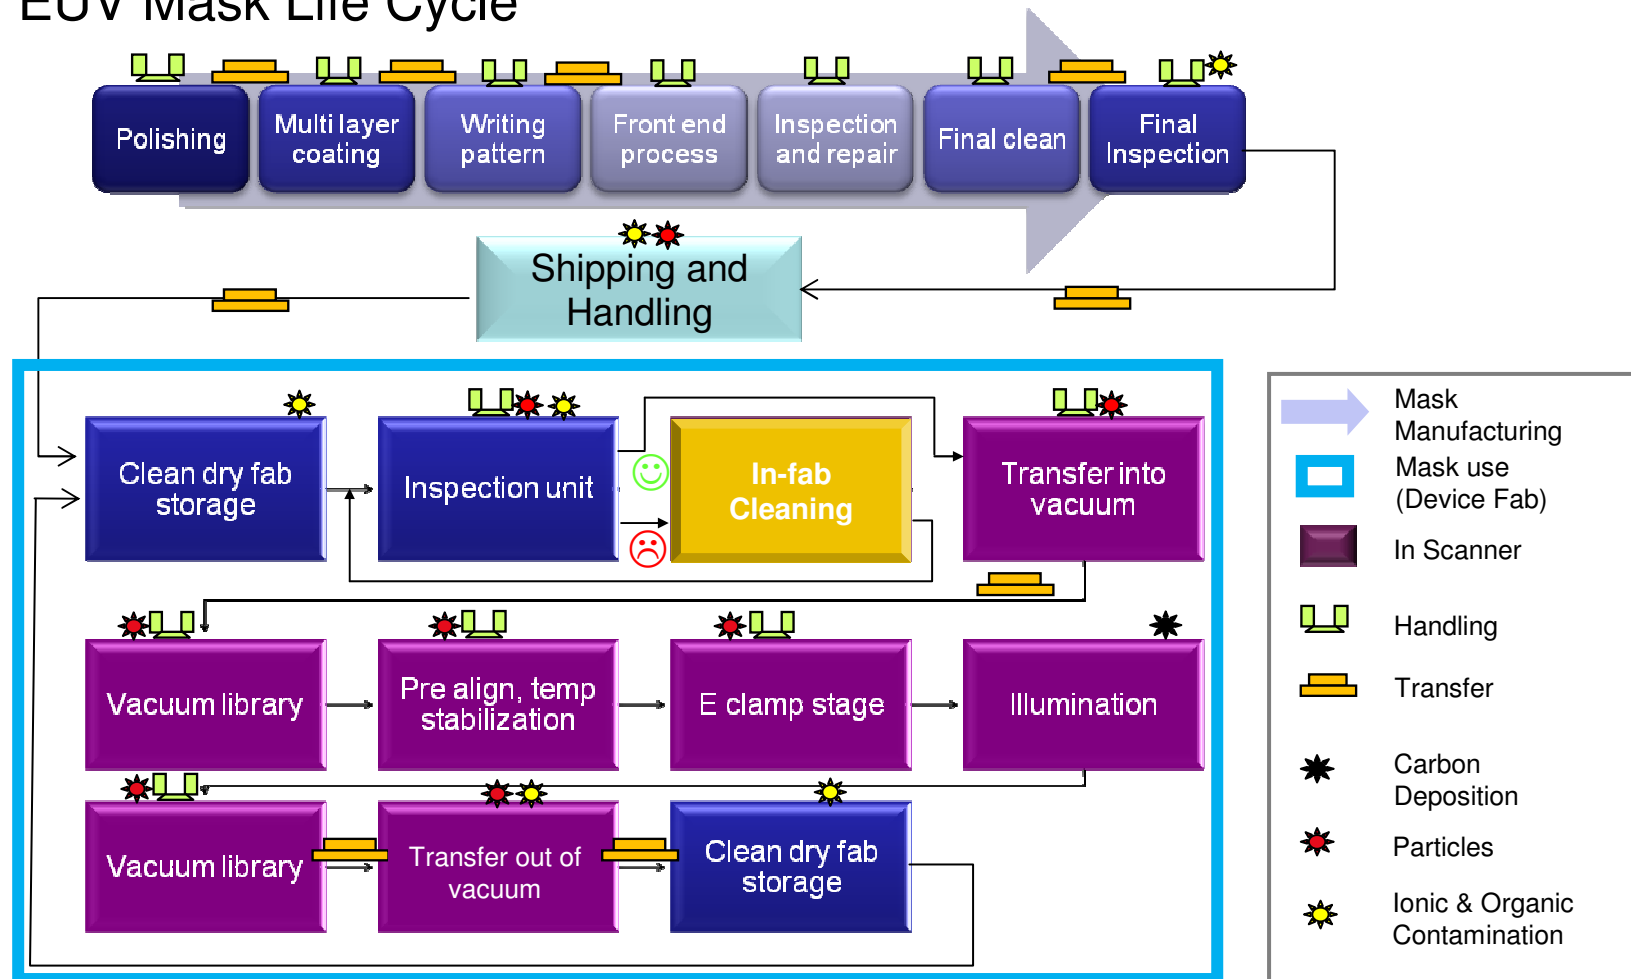 EUV Mask Life Cycle
Polishing
Multi layer
coating
Writing
pattern
Front end
process
Inspection
and repair
Final clean
Final
Inspection
Shipping and
Handling
Clean dry fab
storage
Inspection unit
In-fab
Cleaning
Transfer into
vacuum
Vacuum library
Pre align, temp
stabilization
E clamp stage
Illumination
Vacuum library
Transfer out of
vacuum
Clean dry fab
storage
Mask
Manufacturing
Mask use
(Device Fab)
In Scanner
Handling
Transfer
Carbon
Deposition
Particles
Ionic & Organic
Contamination